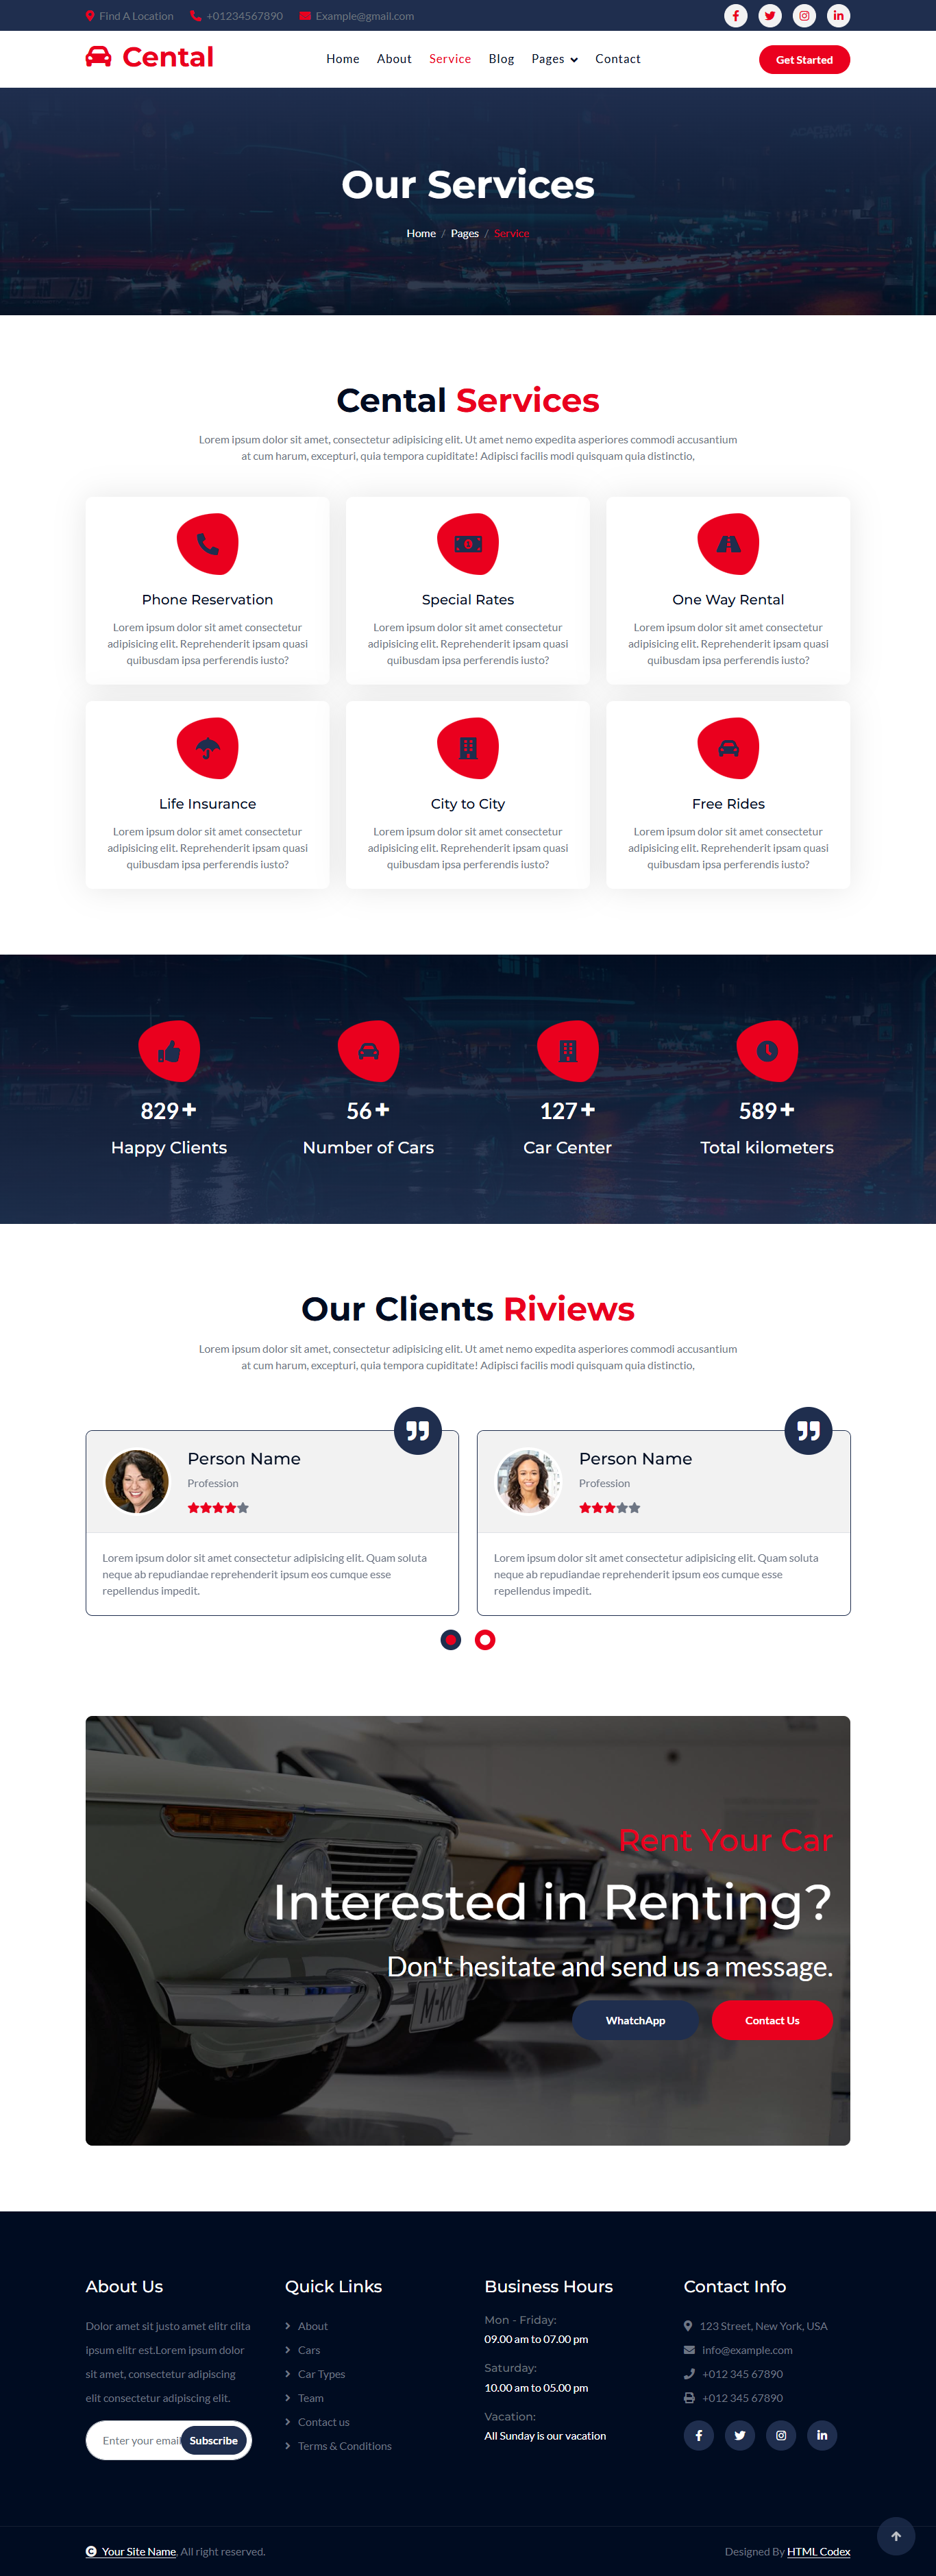 Find A Location +01234567890 Example@gmail.com
Cental
Home About Service Blog Pages Contact
Get Started
Our Services
Home / Pages / Service
Cental Services
Lorem ipsum dolor sit amet, consectetur adipisicing elit. Ut amet nemo expedita asperiores commodi accusantium
at cum harum, excepturi, quia tempora cupiditate! Adipisci facilis modi quisquam quia distinctio,
Phone Reservation
Lorem ipsum dolor sit amet consectetur
adipisicing elit. Reprehenderit ipsam quasi
quibusdam ipsa perferendis iusto?
Special Rates
Lorem ipsum dolor sit amet consectetur
adipisicing elit. Reprehenderit ipsam quasi
quibusdam ipsa perferendis iusto?
One Way Rental
Lorem ipsum dolor sit amet consectetur
adipisicing elit. Reprehenderit ipsam quasi
quibusdam ipsa perferendis iusto?
Life Insurance
Lorem ipsum dolor sit amet consectetur
adipisicing elit. Reprehenderit ipsam quasi
quibusdam ipsa perferendis iusto?
City to City
Lorem ipsum dolor sit amet consectetur
adipisicing elit. Reprehenderit ipsam quasi
quibusdam ipsa perferendis iusto?
Free Rides
Lorem ipsum dolor sit amet consectetur
adipisicing elit. Reprehenderit ipsam quasi
quibusdam ipsa perferendis iusto?
829+
Happy Clients
56+
Number of Cars
127+
Car Center
589+
Total kilometers
Our Clients Riviews
Lorem ipsum dolor sit amet, consectetur adipisicing elit. Ut amet nemo expedita asperiores commodi accusantium
at cum harum, excepturi, quia tempora cupiditate! Adipisci facilis modi quisquam quia distinctio,
Person Name
Profession
Lorem ipsum dolor sit amet consectetur adipisicing elit. Quam soluta
neque ab repudiandae reprehenderit ipsum eos cumque esse
repellendus impedit.
Person Name
Profession
Lorem ipsum dolor sit amet consectetur adipisicing elit. Quam soluta
neque ab repudiandae reprehenderit ipsum eos cumque esse
repellendus impedit.
Rent Your Car
Interested in Renting?
Don't hesitate and send us a message.
WhatchApp
Contact Us
About Us
Dolor amet sit justo amet elitr clita
ipsum elitr est.Lorem ipsum dolor
sit amet, consectetur adipiscing
elit consectetur adipiscing elit.
Enter your email
Subscribe
Quick Links
About
Cars
Car Types
Team
Contact us
Terms & Conditions
Business Hours
Mon - Friday:
09.00 am to 07.00 pm
Saturday:
10.00 am to 05.00 pm
Vacation:
All Sunday is our vacation
Contact Info
123 Street, New York, USA
info@example.com
+012 345 67890
+012 345 67890
Your Site Name, All right reserved.
Designed By HTML Codex